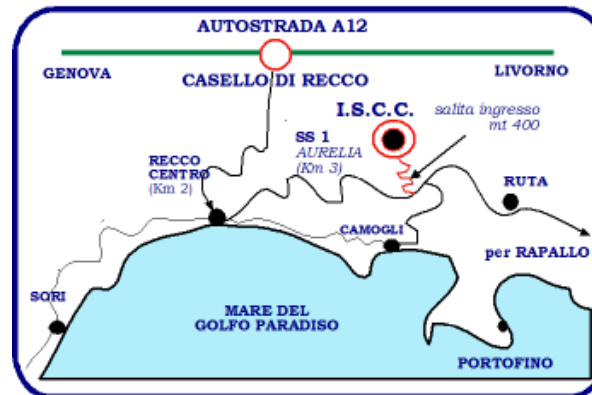 AUTOSTRADA A12
GENOVA
LIVORNO
CASELLO DI RECCO
I.S.C.C.
salita ingresso
mt 400
SS 1
AURELIA
(Km 3)
RECCO
CENTRO
(Km 2)
RUTA
CAMOGLI
per RAPALLO
SORI
MARE DEL
GOLFO PARADISO
PORTOFINO